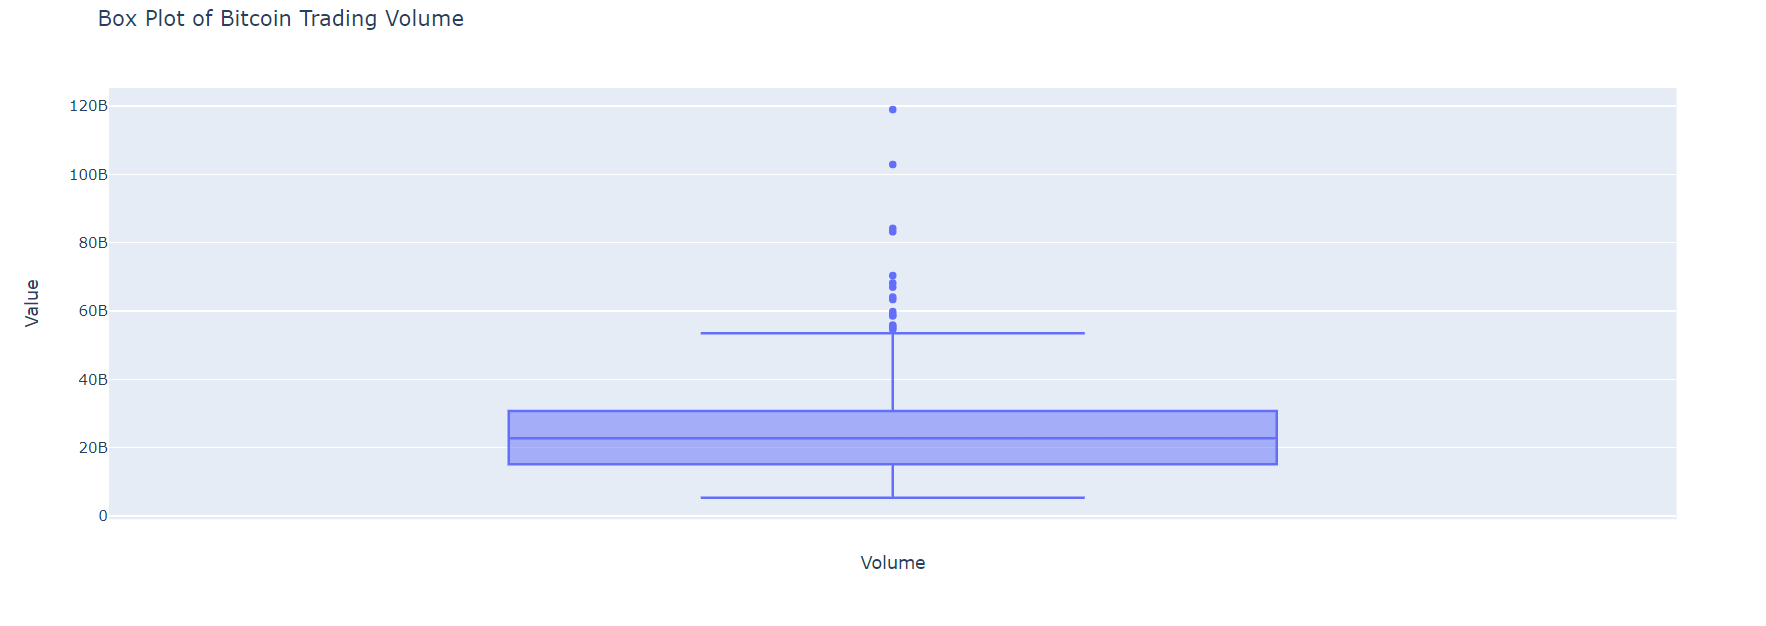 Box Plot of Bitcoin Trading Volume
120B
100B
80B
60B
40B
20B
0
Value
Volume